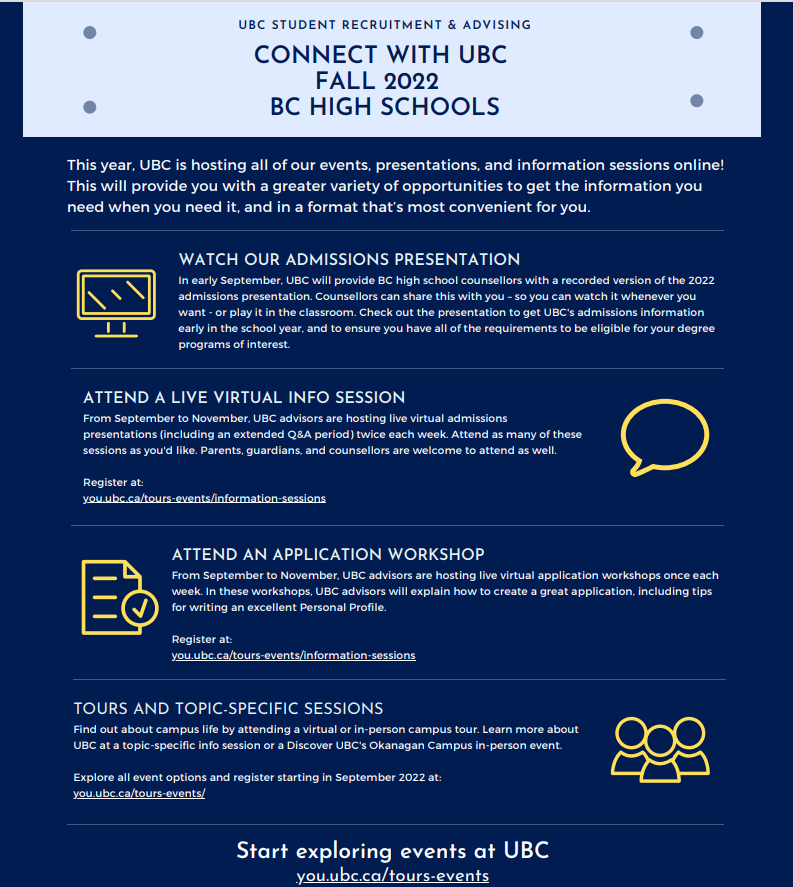 UBC STUDENT RECRUITMENT & ADVISING
CONNECT WITH UBC
FALL 2022
BC HIGH SCHOOLS
This year, UBC is hosting all of our events, presentations, and information sessions online!
This will provide you with a greater variety of opportunities to get the information you
need when you need it, and in a format that's most convenient for you.
WATCH OUR ADMISSIONS PRESENTATION
In early September, UBC will provide BC high school counsellors with a recorded version of the 2022
admissions presentation. Counsellors can share this with you – so you can watch it whenever you
want - or play it in the classroom. Check out the presentation to get UBC's admissions information
early in the school year, and to ensure you have all of the requirements to be eligible for your degree
programs of interest.
ATTEND A LIVE VIRTUAL INFO SESSION
From September to November, UBC advisors are hosting live virtual admissions
presentations (including an extended Q&A period) twice each week. Attend as many of these
sessions as you'd like. Parents, guardians, and counsellors are welcome to attend as well.
Register at:
you.ubc.ca/tours-events/information-sessions
ATTEND AN APPLICATION WORKSHOP
From September to November, UBC advisors are hosting live virtual application workshops once each
week. In these workshops, UBC advisors will explain how to create a great application, including tips
for writing an excellent Personal Profile.
Register at:
you.ubc.ca/tours-events/information-sessions
TOURS AND TOPIC-SPECIFIC SESSIONS
Find out about campus life by attending a virtual or in-person campus tour. Learn more about
UBC at a topic-specific info session or a Discover UBC's Okanagan Campus in-person event.
Explore all event options and register starting in September 2022 at:
you.ubc.ca/tours-events/
Start exploring events at UBC
you.ubc.ca/tours-events